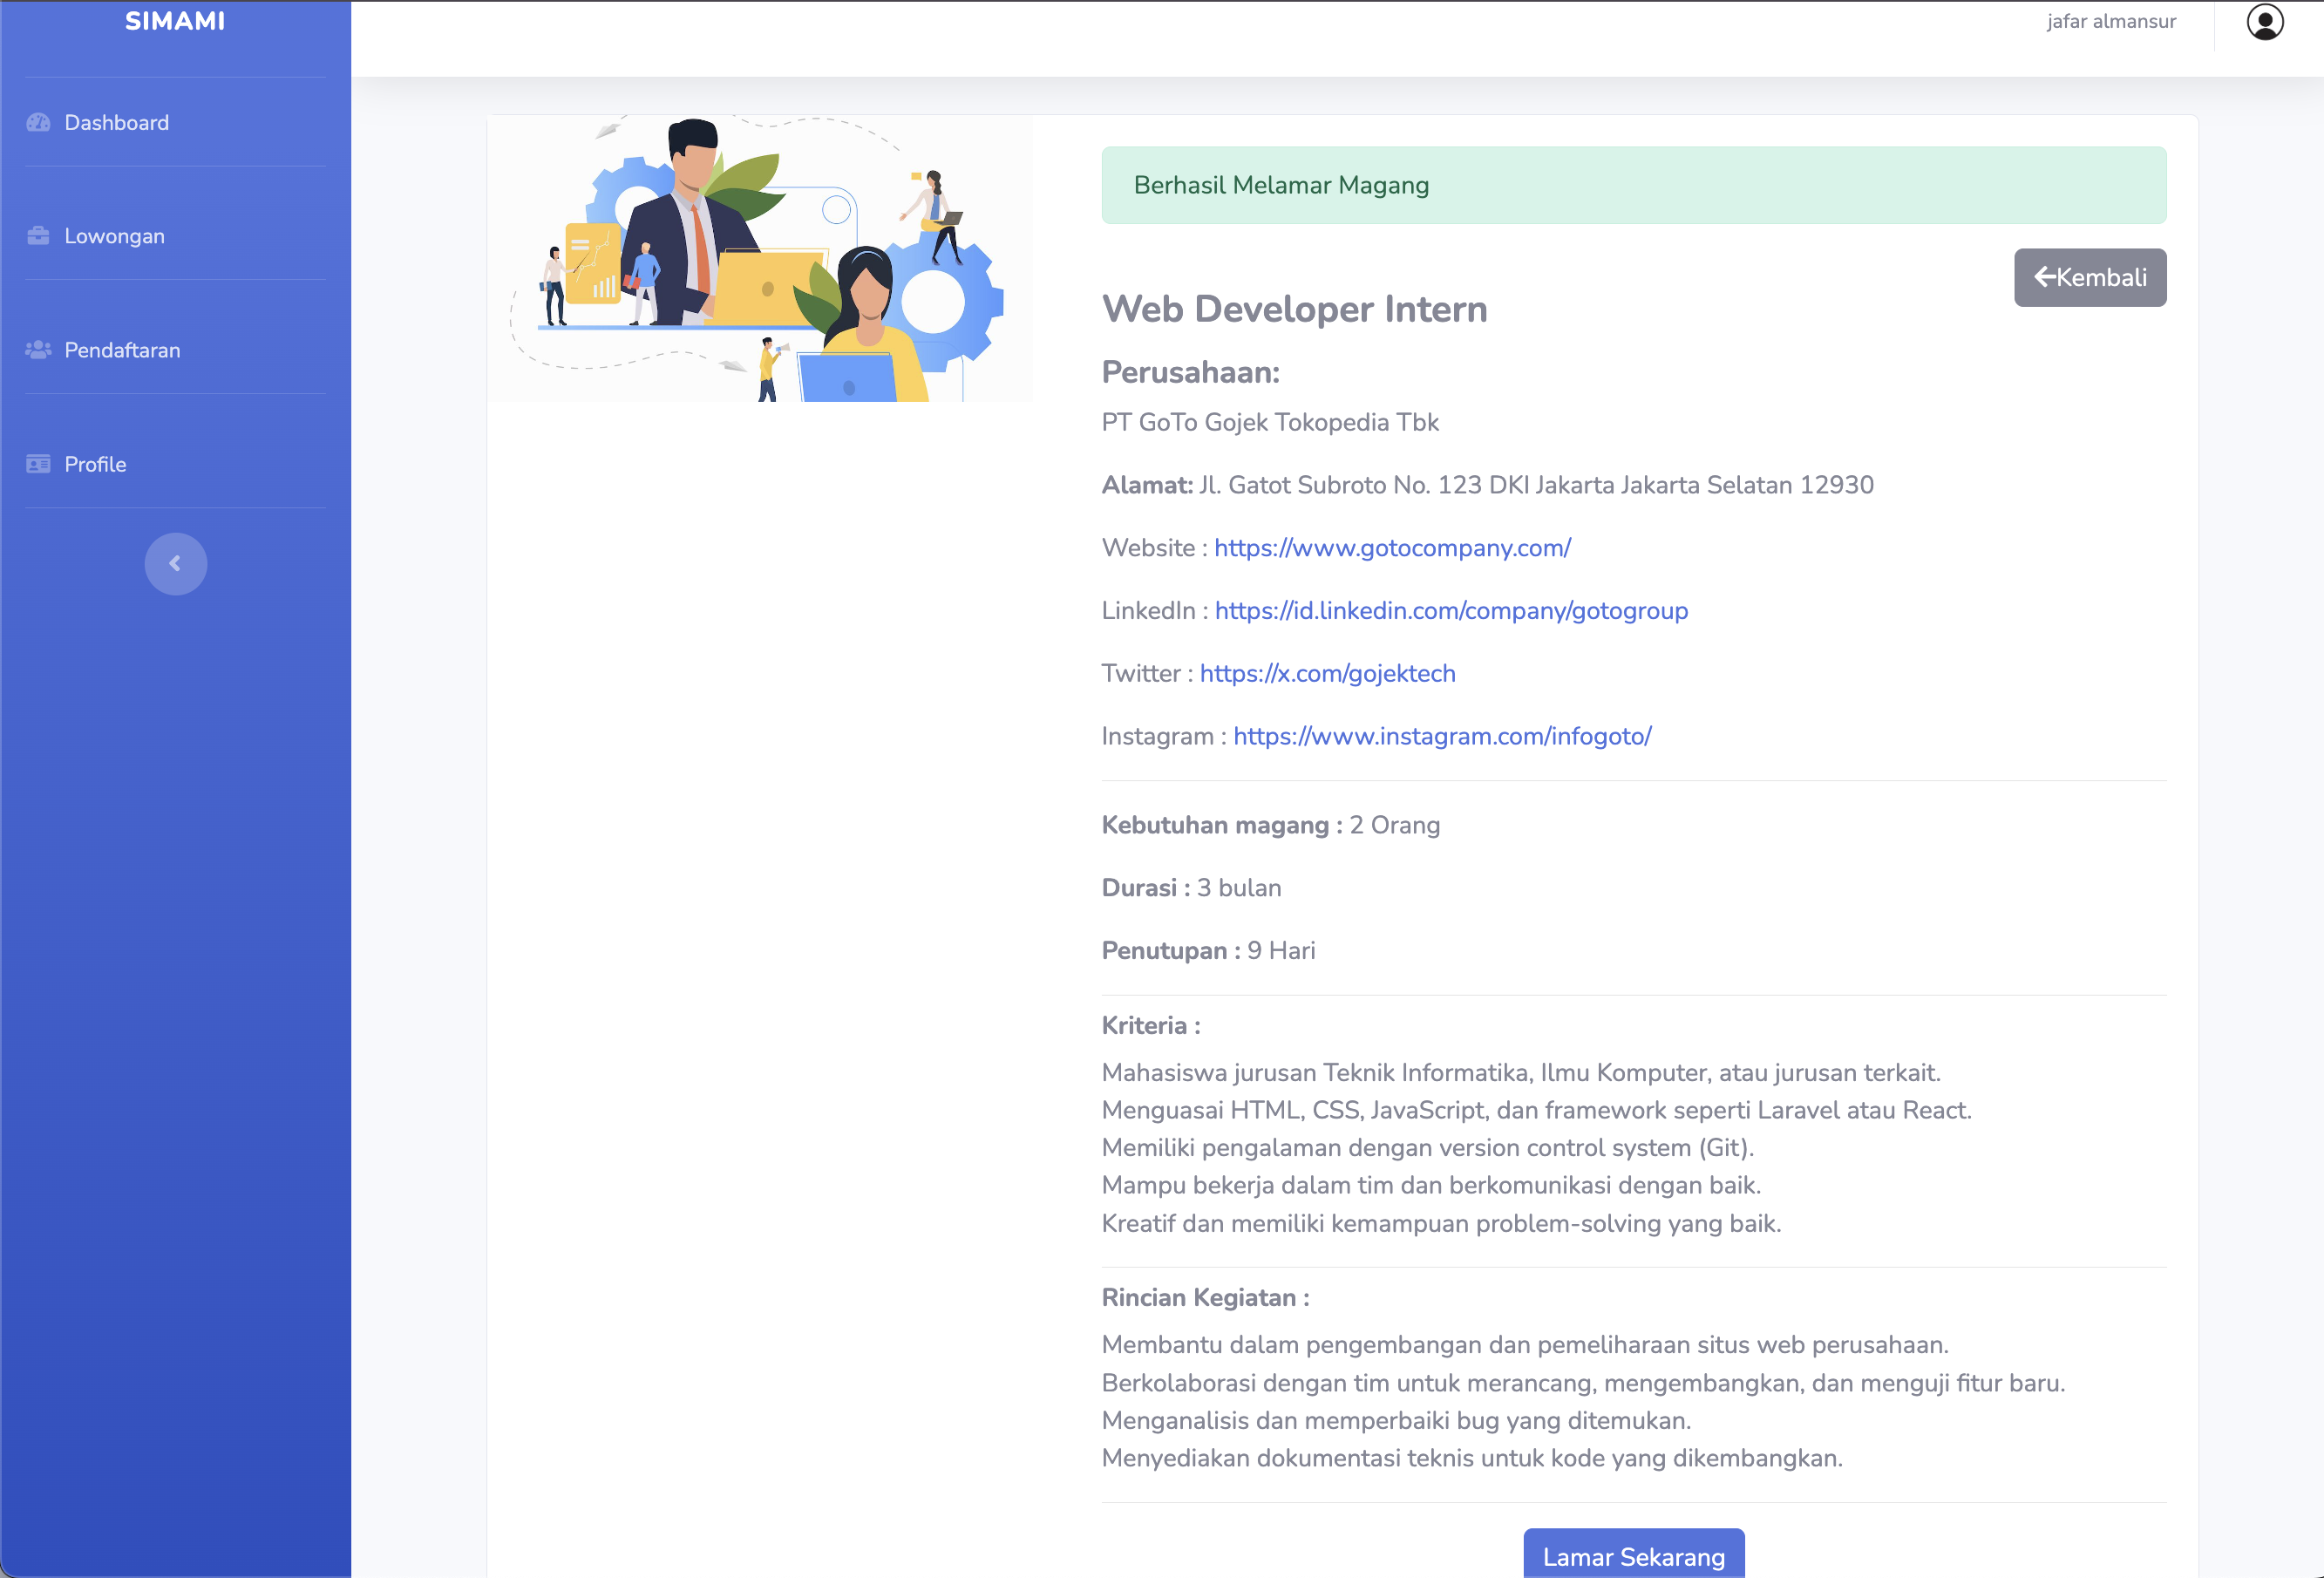 SIMAMI
Dashboard
Lowongan
Pendaftaran
Profile
jafar almansur
Berhasil Melamar Magang
Kembali
Web Developer Intern
Perusahaan:
PT GoTo Gojek Tokopedia Tbk
Alamat: Jl. Gatot Subroto No. 123 DKI Jakarta Jakarta Selatan 12930
Website : https://www.gotocompany.com/
LinkedIn : https://id.linkedin.com/company/gotogroup
Twitter : https://x.com/gojektech
Instagram : https://www.instagram.com/infogoto/
Kebutuhan magang : 2 Orang
Durasi : 3 bulan
Penutupan : 9 Hari
Kriteria :
Mahasiswa jurusan Teknik Informatika, Ilmu Komputer, atau jurusan terkait.
Menguasai HTML, CSS, JavaScript, dan framework seperti Laravel atau React.
Memiliki pengalaman dengan version control system (Git).
Mampu bekerja dalam tim dan berkomunikasi dengan baik.
Kreatif dan memiliki kemampuan problem-solving yang baik.
Rincian Kegiatan :
Membantu dalam pengembangan dan pemeliharaan situs web perusahaan.
Berkolaborasi dengan tim untuk merancang, mengembangkan, dan menguji fitur baru.
Menganalisis dan memperbaiki bug yang ditemukan.
Menyediakan dokumentasi teknis untuk kode yang dikembangkan.
Lamar Sekarang